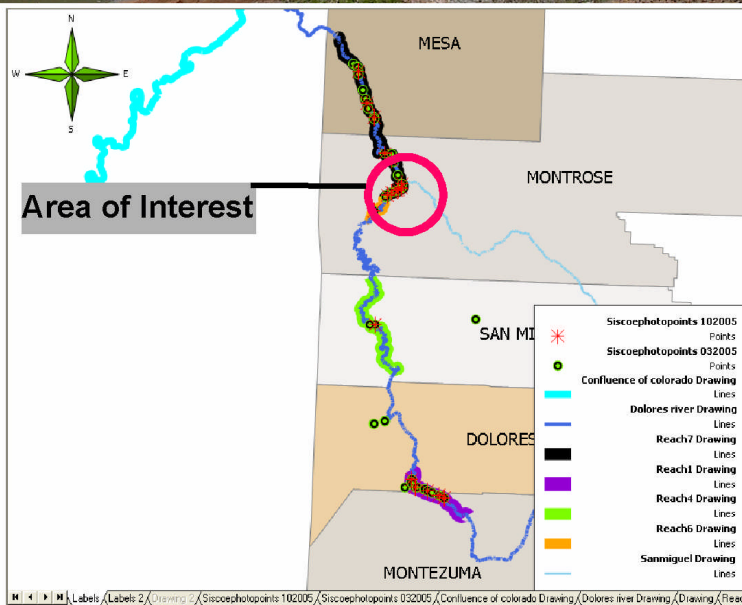 N
W E
S
MESA
MONTROSE
Area of Interest
SAN MI
DOLORES
MONTEZUMA
Siscoephotopoints 102005
Points
Siscoephotopoints 032005
Points
Confluence of colorado Drawing
Lines
Dolores river Drawing
Lines
Reach7 Drawing
Lines
Reach1 Drawing
Lines
Reach4 Drawing
Lines
Reach6 Drawing
Lines
Sanmiguel Drawing
Lines
Labels / Labels 2 / Drawing 2 / Siscoephotopoints 102005 / Siscoephotopoints 032005 / Confluence of colorado Drawing / Dolores river Drawing / Drawing / Reac